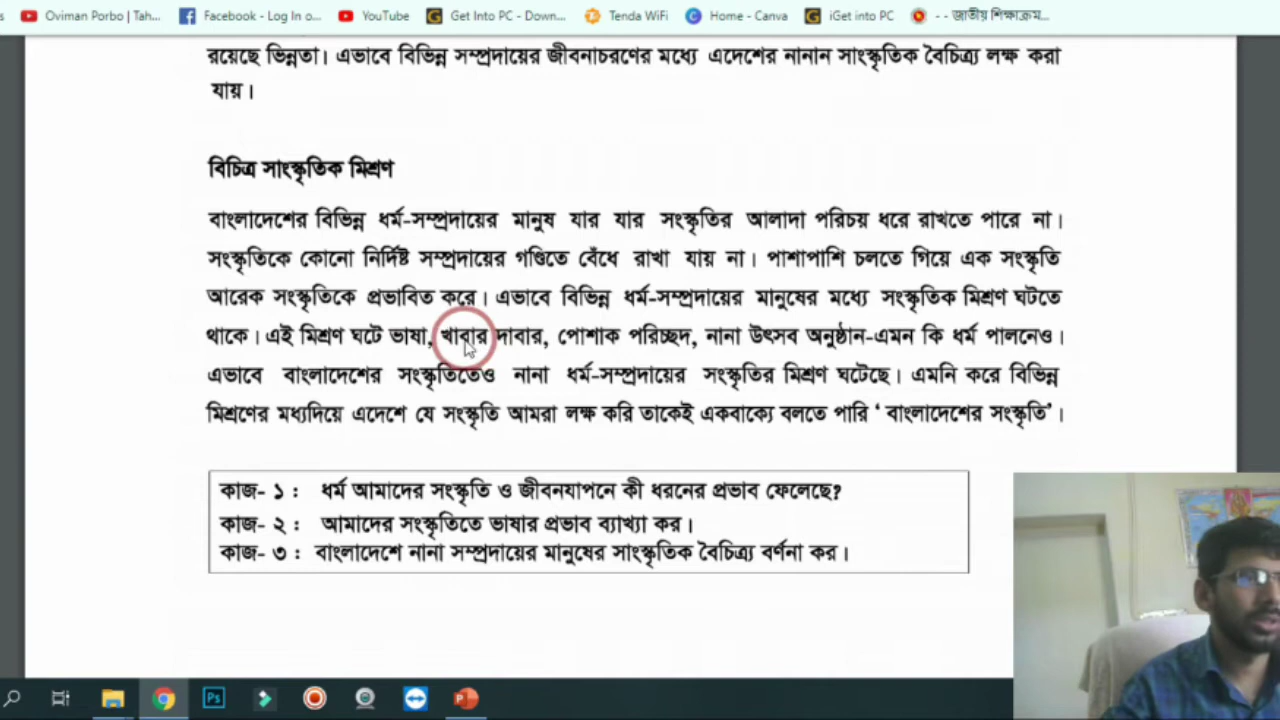 s
Oviman Porbo | Tah...
Facebook - Log In o...
YouTube
Get Into PC - Down...
Tenda WiFi
Home - Canva
iGet into PC
- - জাতীয় শিক্ষাক্রম...
রয়েছে ভিন্নতা। এভাবে বিভিন্ন সম্প্রদায়ের জীবনাচরণের মধ্যে এদেশের নানান সাংস্কৃতিক বৈচিত্র্য লক্ষ করা
যায়।
বিচিত্র সাংস্কৃতিক মিশ্রণ
বাংলাদেশের বিভিন্ন ধর্ম-সম্প্রদায়ের মানুষ যার যার সংস্কৃতির আলাদা পরিচয় ধরে রাখতে পারে না।
সংস্কৃতিকে কোনো নির্দিষ্ট সম্প্রদায়ের গণ্ডিতে বেঁধে রাখা যায় না। পাশাপাশি চলতে গিয়ে এক সংস্কৃতি
আরেক সংস্কৃতিকে প্রভাবিত করে। এভাবে বিভিন্ন ধর্ম-সম্প্রদায়ের মানুষের মধ্যে সংস্কৃতিক মিশ্রণ ঘটতে
থাকে। এই মিশ্রণ ঘটে ভাষা, খাবার দাবার, পোশাক পরিচ্ছদ, নানা উৎসব অনুষ্ঠান-এমন কি ধর্ম পালনেও।
এভাবে বাংলাদেশের সংস্কৃতিতেও নানা ধর্ম-সম্প্রদায়ের সংস্কৃতির মিশ্রণ ঘটেছে। এমনি করে বিভিন্ন
মিশ্রণের মধ্যদিয়ে এদেশে যে সংস্কৃতি আমরা লক্ষ করি তাকেই একবাক্যে বলতে পারি ‘ বাংলাদেশের সংস্কৃতি’।
কাজ- ১ : ধর্ম আমাদের সংস্কৃতি ও জীবনযাপনে কী ধরনের প্রভাব ফেলেছে?
কাজ- ২ : আমাদের সংস্কৃতিতে ভাষার প্রভাব ব্যাখ্যা কর।
কাজ- ৩ : বাংলাদেশে নানা সম্প্রদায়ের মানুষের সাংস্কৃতিক বৈচিত্র্য বর্ণনা কর।
Ps